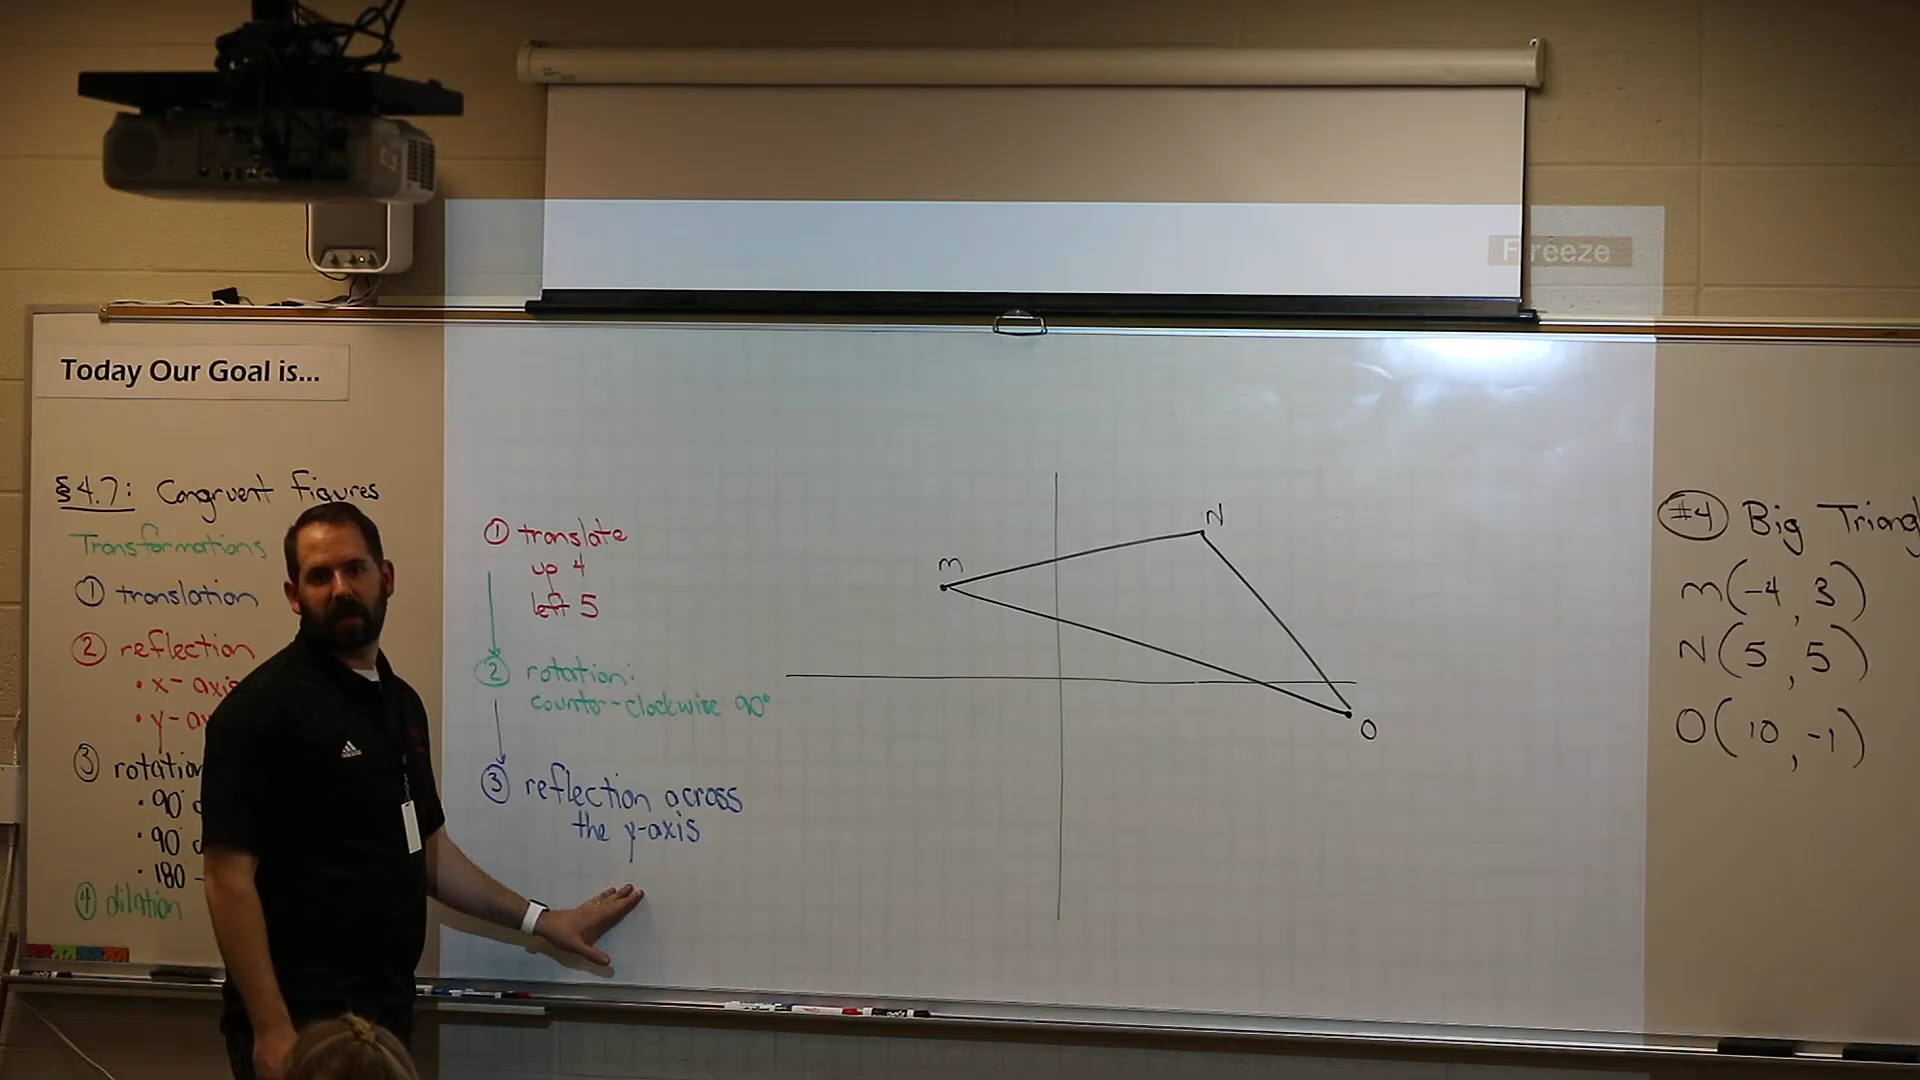 Freeze
Today Our Goal is...
§4.7: Congruent Figures
Transformations
① translation
② reflection
• x-axis
• y-
③ rotation
• 90°
• 90°
• 180 -
④ dilation
① translate
up 4
left 5
② rotation:
counter-clockwise 90°
③ reflection across
the y-axis
M
N
O
#4 Big Triangl
M(-4, 3)
N(5, 5)
O(10, -1)